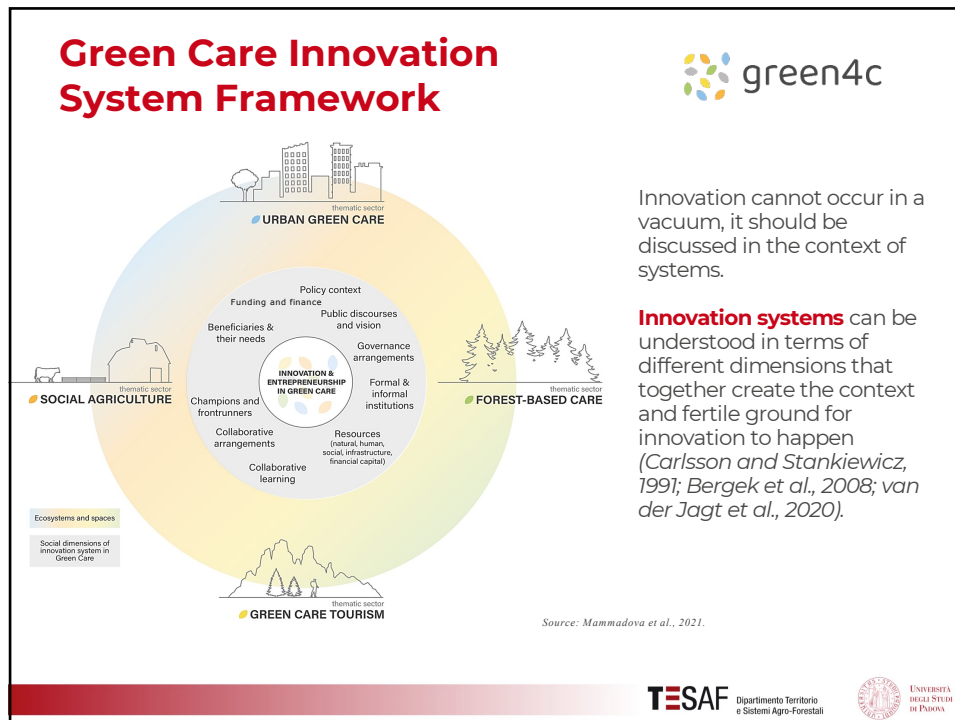 Green Care Innovation
System Framework
green4c
thematic sector
URBAN GREEN CARE
Policy context
Funding and finance
Public discourses
and vision
Beneficiaries &
their needs
Governance
arrangements
INNOVATION &
ENTREPRENEURSHIP
IN GREEN CARE
Formal &
informal
institutions
thematic sector
SOCIAL AGRICULTURE
thematic sector
FOREST-BASED CARE
Champions and
frontrunners
Collaborative
arrangements
Resources
(natural, human,
social, infrastructure,
financial capital)
Collaborative
learning
Ecosystems and spaces
Social dimensions of
innovation system in
Green Care
thematic sector
GREEN CARE TOURISM
Innovation cannot occur in a
vacuum, it should be
discussed in the context of
systems.
Innovation systems can be
understood in terms of
different dimensions that
together create the context
and fertile ground for
innovation to happen
(Carlsson and Stankiewicz,
1991; Bergek et al., 2008; van
der Jagt et al., 2020).
Source: Mammadova et al., 2021.
TESAF
Dipartimento Territorio
e Sistemi Agro-Forestali
UNIVERSITÀ
DEGLI STUDI
DI PADOVA